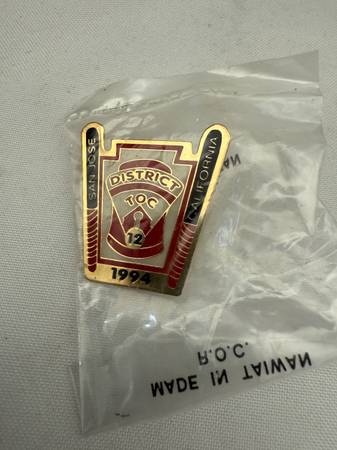 SAN JOSE
CALIFORNIA
DISTRICT
TOC
12
1994
R.O.C.
MADE IN TAIWAN